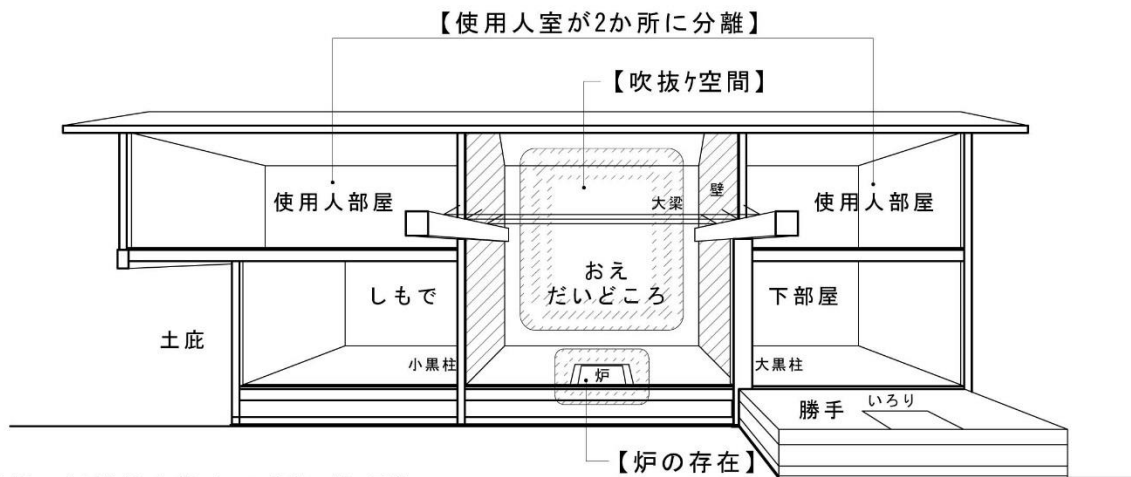 【使用人室が2か所に分離】
【吹抜ケ空間】
使用人部屋
大梁
壁
使用人部屋
おえ
だいどころ
しもで
下部屋
土庇
小黒柱
炉
大黒柱
勝手
いろり
【炉の存在】